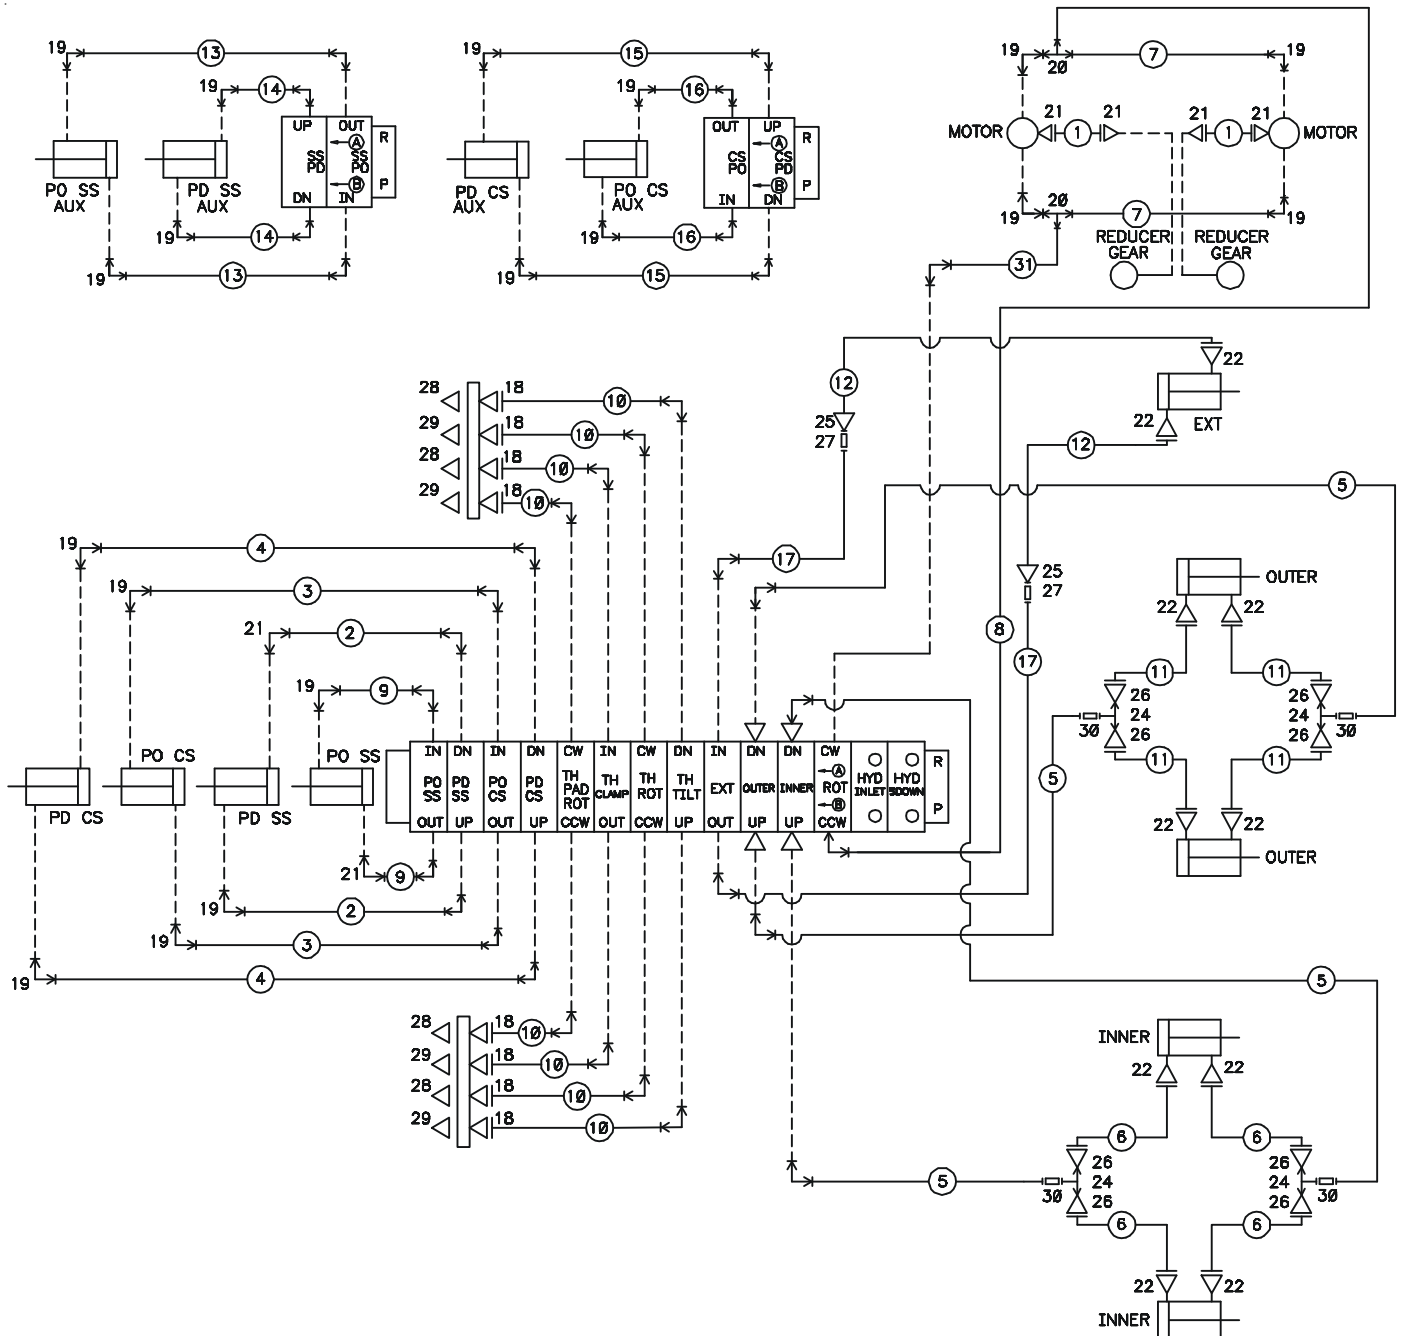 19 13 19 15 19 7 19
20
19 14 19 16
21 21 21 21
UP OUT OUT UP
R R
MOTOR 1 1 MOTOR
A A
SS PD SS PO CS PO CS PD
B B
P P
DN IN IN DN
PO SS AUX PD SS AUX PD CS AUX PO CS AUX
19 20 19
7
19 14 19 16
REDUCER GEAR REDUCER GEAR
19 13 19 15 31
22
12
28 18 10
25 22 EXT
27 12
29 18 10
28 18 10
29 18 10
5
19 4
17
25
27
OUTER
19 3
22 22
21 2
8
17
11 11
19 9
26 26
24 24
30 30
26 26
11 11
5
IN DN IN DN CW IN CW DN IN DN DN CW
PO SS PD SS PO CS PD CS TH PAD ROT TH CLAMP TH ROT TH TILT EXT OUTER INNER A ROT B HYD INLET HYD SDOWN R P
OUT UP OUT UP CCW OUT CCW UP OUT UP UP CCW
PO CS PO SS
PD CS PD SS
22 22
OUTER
21 9
19 2
19 3
19 4
5
28 18 10
29 18 10
28 18 10
29 18 10
INNER
22 22
6 6
26 26
24 24
5 30 30
26 26
6 6
22 22
INNER